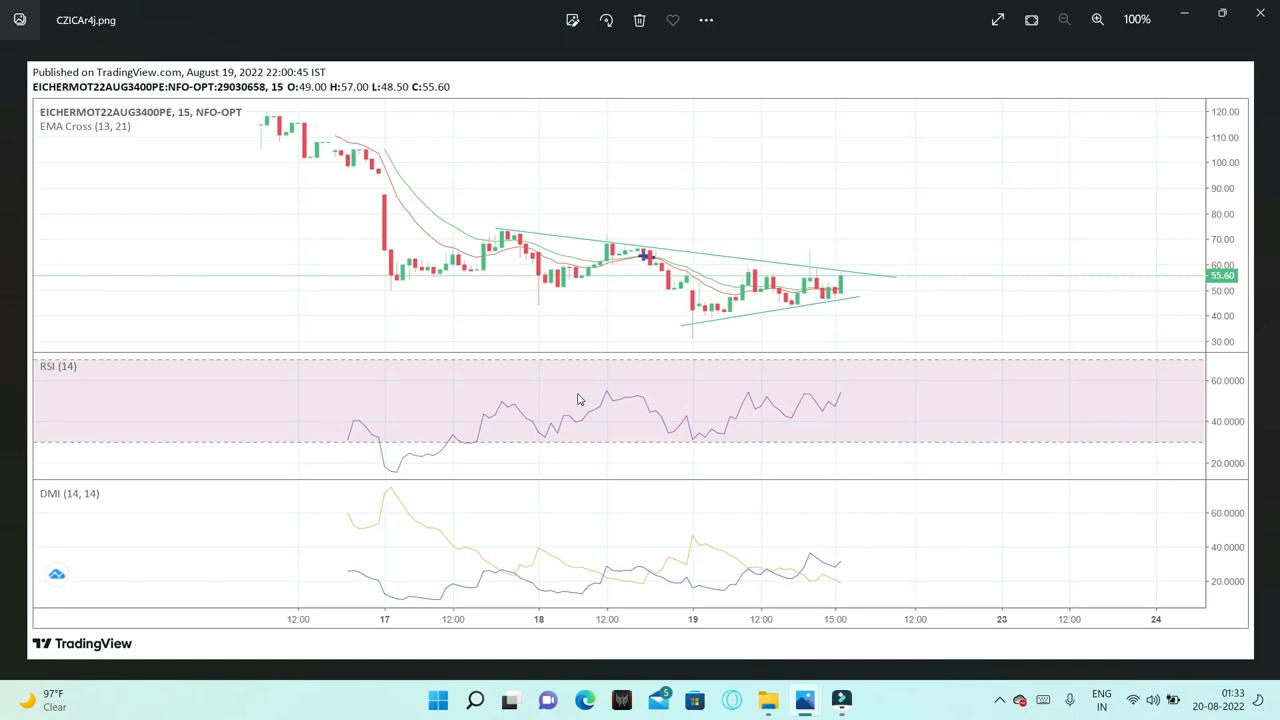 CZICAr4j.png
100%
Published on TradingView.com, August 19, 2022 22:00:45 IST
EICHERMOT22AUG3400PE:NFO-OPT:29030658, 15 O:49.00 H:57.00 L:48.50 C:55.60
EICHERMOT22AUG3400PE, 15, NFO-OPT
EMA Cross (13, 21)
120.00
110.00
100.00
90.00
80.00
70.00
60.00
55.60
50.00
40.00
30.00
RSI (14)
60.0000
40.0000
20.0000
DMI (14, 14)
60.0000
40.0000
20.0000
12:00 17 12:00 18 12:00 19 12:00 15:00 12:00 23 12:00 24
TradingView
97°F
Clear
5
ENG
IN
01:33
20-08-2022